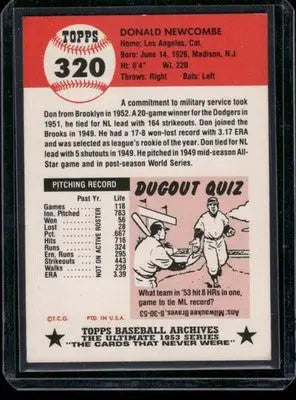 TOPPS
320
DONALD NEWCOMBE
Home: Los Angeles, Cal.
Born: June 14, 1926, Madison, N.J.
Ht: 6'4" Wt: 220
Throws: Right Bats: Left
A commitment to military service took
Don from Brooklyn in 1952. A 20-game winner for the Dodgers in
1951, he tied for NL lead with 164 strikeouts. Don joined the
Brooks in 1949. He had a 17-8 won-lost record with 3.17 ERA
and was selected as league's rookie of the year. Don tied for NL
lead with 5 shutouts in 1949. He pitched in 1949 mid-season All-
Star game and in post-season World Series.
PITCHING RECORD
Past Yr. Life
Games 118
Inn. Pitched 783
Won 56
Lost 28
Pct. .667
Hits 716
Runs 324
Earn. Runs 295
Strikeouts 443
Walks 239
ERA 3.39
NOT ON ACTIVE ROSTER
DUGOUT QUIZ
What team in '53 hit 8 HRs in one,
game to tie ML record?
Ans: Milwaukee Braves, 8-30-53
©T.C.G. PTD. IN U.S.A.
TOPPS BASEBALL ARCHIVES
THE ULTIMATE 1953 SERIES
"THE CARDS THAT NEVER WERE"